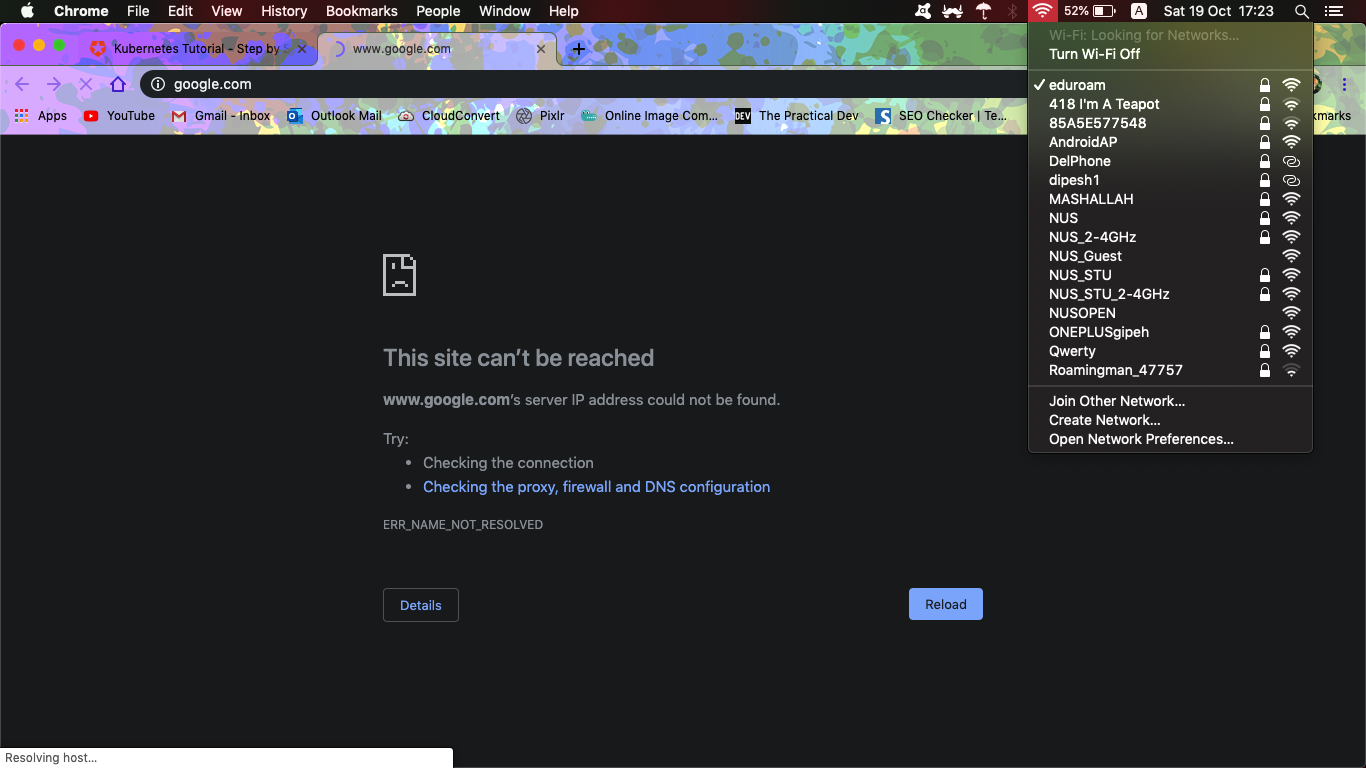 Chrome File Edit View History Bookmarks People Window Help 52% A Sat 19 Oct 17:23
Kubernetes Tutorial - Step by S
www.google.com
google.com
Apps YouTube Gmail - Inbox Outlook Mail CloudConvert Pixlr Online Image Com... DEV The Practical Dev S SEO Checker | Te... kmarks
This site can't be reached
www.google.com's server IP address could not be found.
Try:
• Checking the connection
• Checking the proxy, firewall and DNS configuration
ERR_NAME_NOT_RESOLVED
Details
Reload
Resolving host...
Wi-Fi: Looking for Networks...
Turn Wi-Fi Off
eduroam
418 I'm A Teapot
85A5E577548
AndroidAP
DelPhone
dipesh1
MASHALLAH
NUS
NUS_2-4GHz
NUS_Guest
NUS_STU
NUS_STU_2-4GHz
NUSOPEN
ONEPLUSgipeh
Qwerty
Roamingman_47757
Join Other Network...
Create Network...
Open Network Preferences...